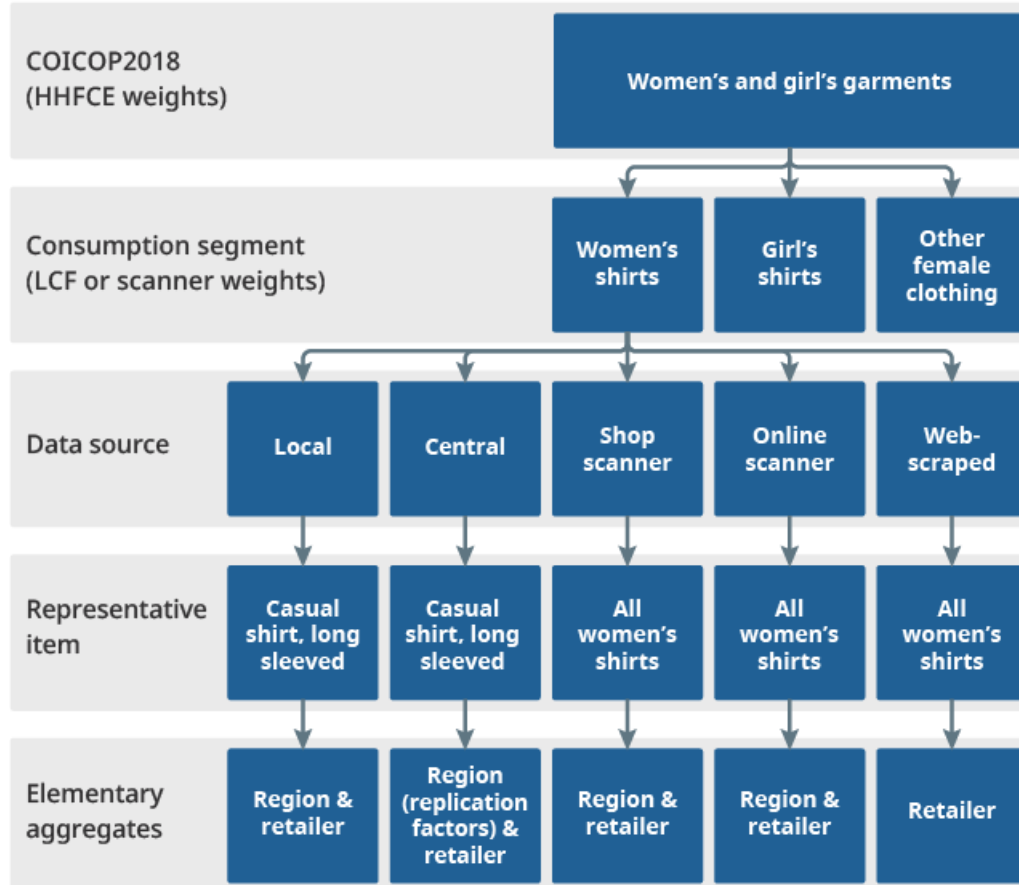 COICOP2018
(HHFCE weights)
Women’s and girl’s garments
Consumption segment
(LCF or scanner weights)
Women’s
shirts
Girl’s
shirts
Other
female
clothing
Data source
Local
Central
Shop
scanner
Online
scanner
Web-
scraped
Representative
item
Casual
shirt, long
sleeved
Casual
shirt, long
sleeved
All
women’s
shirts
All
women’s
shirts
All
women’s
shirts
Elementary
aggregates
Region &
retailer
Region
(replication
factors) &
retailer
Region &
retailer
Region &
retailer
Retailer